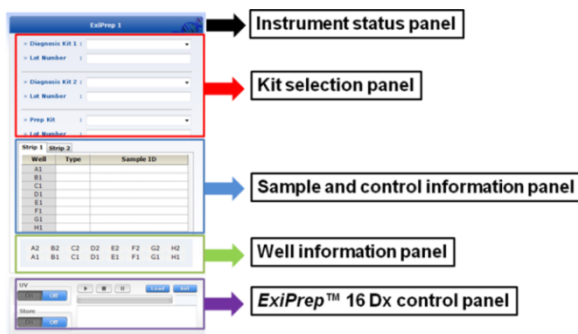 ExiPrep 1
Instrument status panel
Diagnosis Kit 1 :
Lot Number :
Diagnosis Kit 2 :
Lot Number :
Prep Kit :
Lot Number :
Kit selection panel
Strip 1 Strip 2
Well Type Sample ID
A1
B1
C1
D1
E1
F1
G1
H1
Sample and control information panel
A2 B2 C2 D2 E2 F2 G2 H2
A1 B1 C1 D1 E1 F1 G1 H1
Well information panel
UV
On Off
Load
Store
On Off
ExiPrep™ 16 Dx control panel